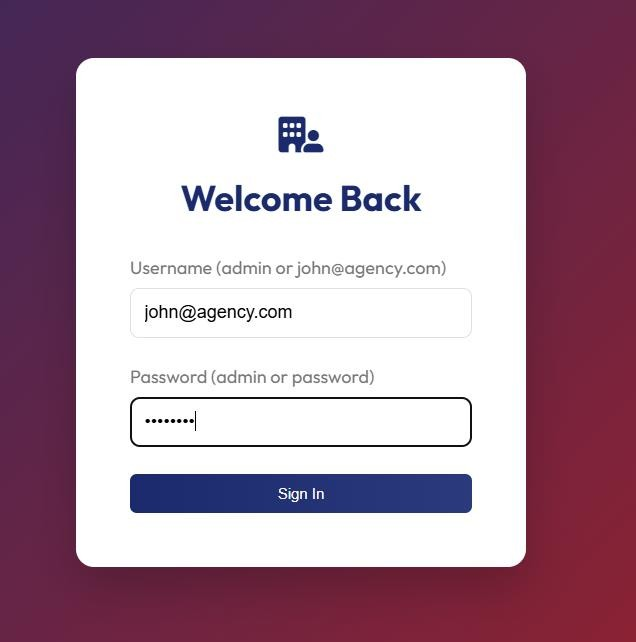 Welcome Back
Username (admin or john@agency.com)
john@agency.com
Password (admin or password)
••••••••
Sign In